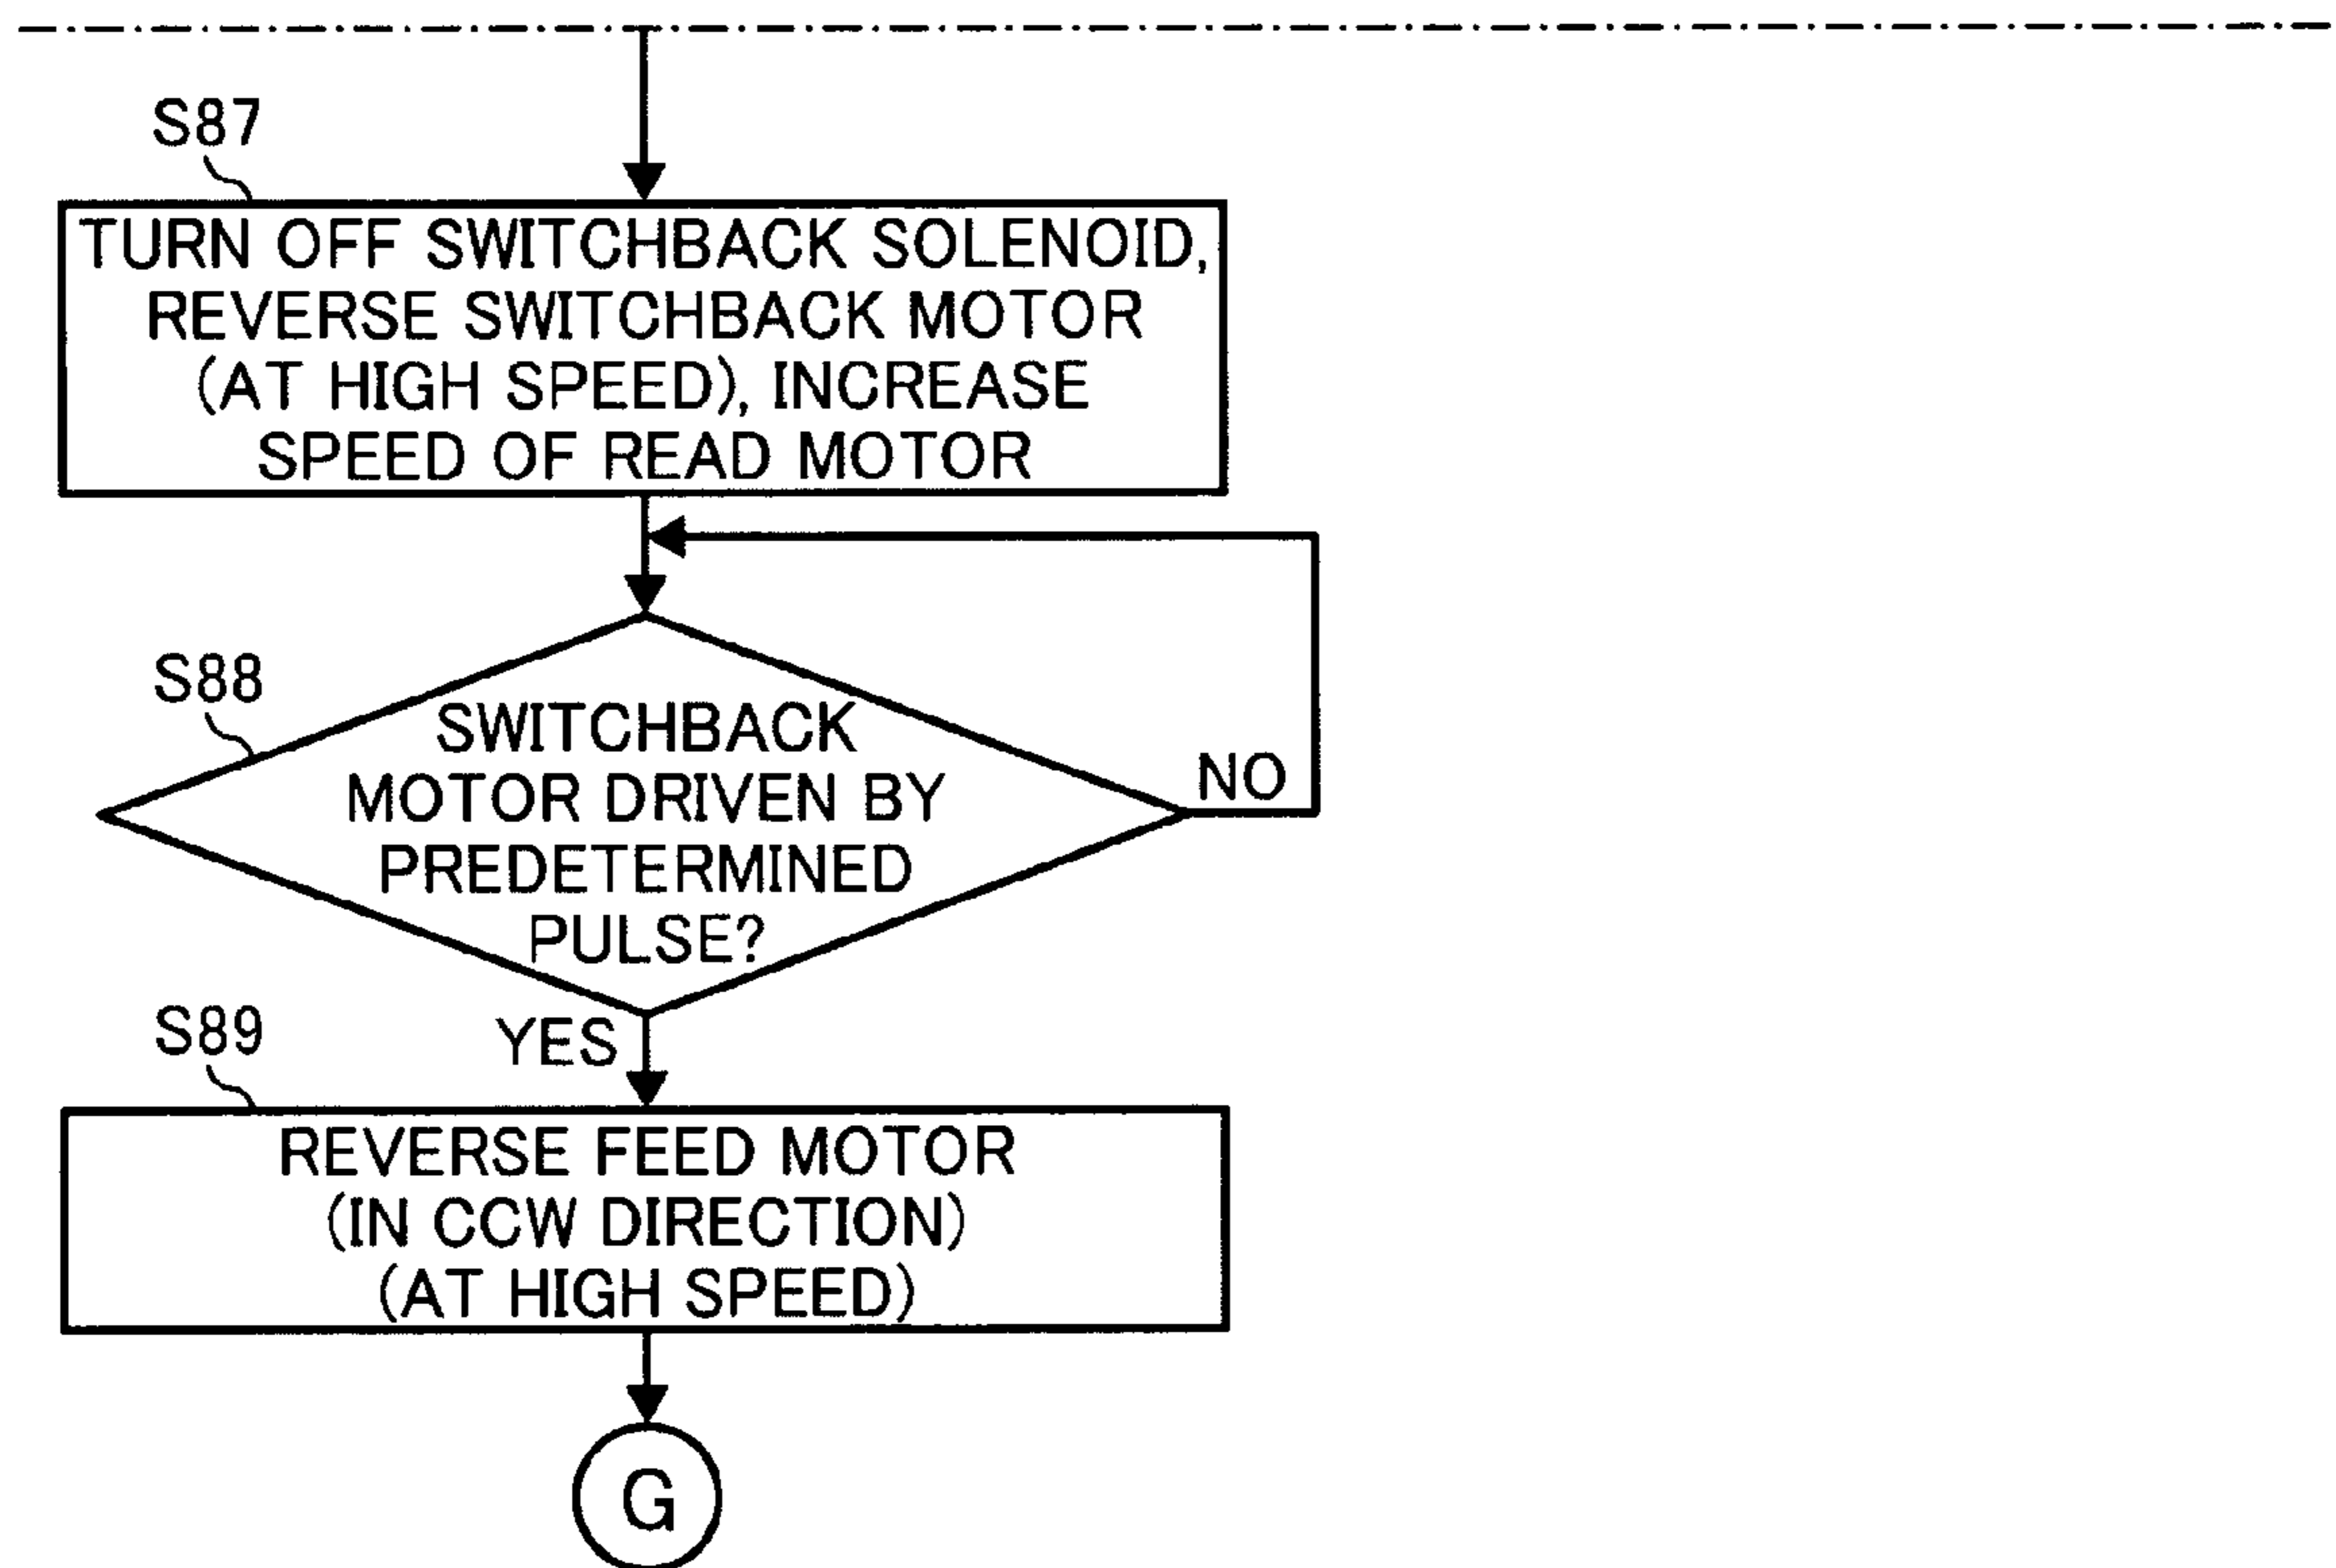 S87
TURN OFF SWITCHBACK SOLENOID,
REVERSE SWITCHBACK MOTOR
(AT HIGH SPEED), INCREASE
SPEED OF READ MOTOR
S88
SWITCHBACK
MOTOR DRIVEN BY
PREDETERMINED
PULSE?
NO
YES
S89
REVERSE FEED MOTOR
(IN CCW DIRECTION)
(AT HIGH SPEED)
G